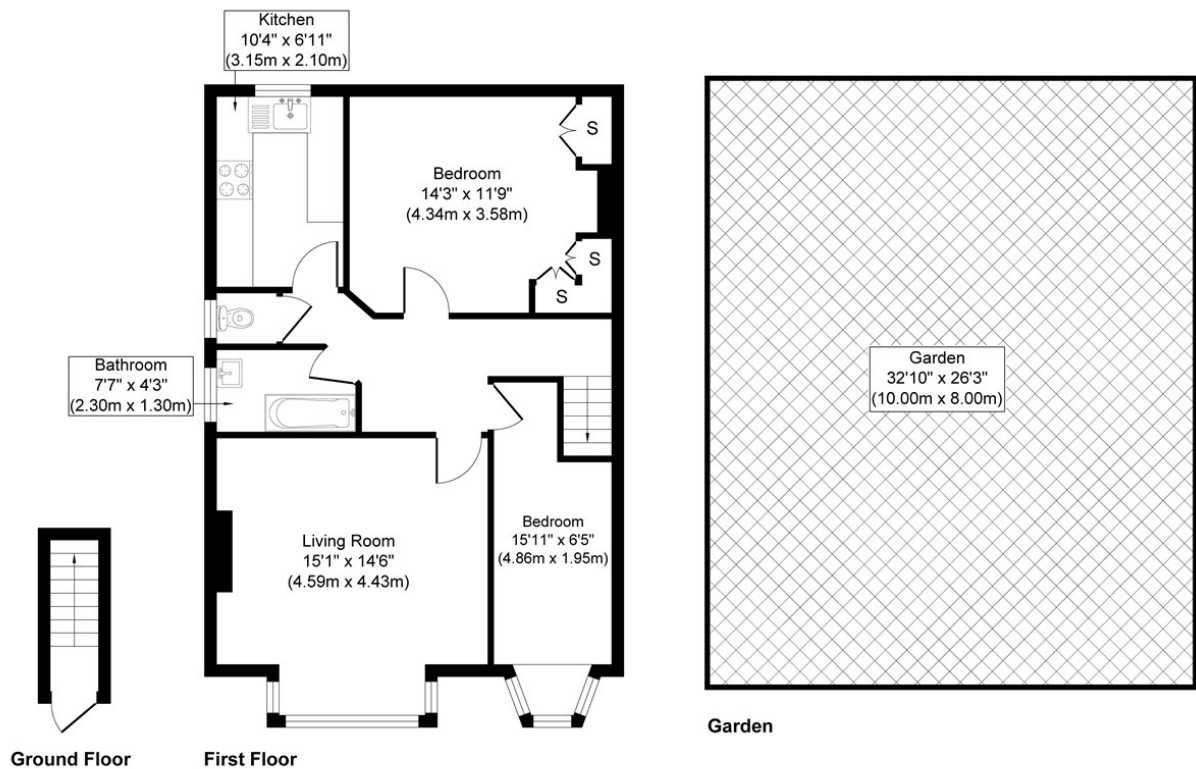 Kitchen
10'4" x 6'11"
(3.15m x 2.10m)
S
Bedroom
14'3" x 11'9"
(4.34m x 3.58m)
S
S
Bathroom
7'7" x 4'3"
(2.30m x 1.30m)
Garden
32'10" x 26'3"
(10.00m x 8.00m)
Living Room
15'1" x 14'6"
(4.59m x 4.43m)
Bedroom
15'11" x 6'5"
(4.86m x 1.95m)
Garden
Ground Floor
First Floor